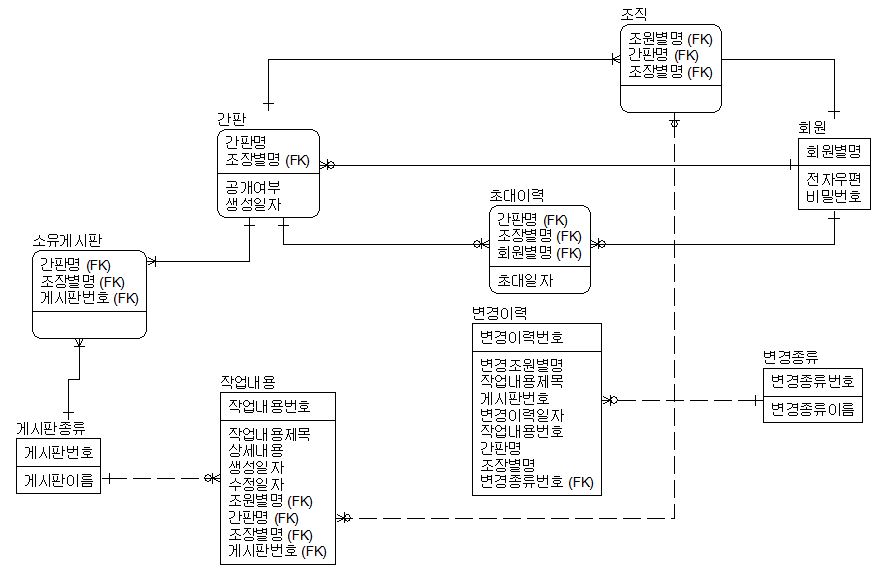 조직
조원별명 (FK)
간판명 (FK)
조장별명 (FK)
간판
간판명
조장별명 (FK)
공개여부
생성일자
회원
회원별명
전자우편
비밀번호
초대이력
간판명 (FK)
조장별명 (FK)
회원별명 (FK)
초대일자
소유게시판
간판명 (FK)
조장별명 (FK)
게시판번호 (FK)
변경이력
변경이력번호
변경조원별명
작업내용제목
게시판번호
변경이력일자
작업내용번호
간판명
조장별명
변경종류번호 (FK)
변경종류
변경종류번호
변경종류이름
작업내용
작업내용번호
작업내용제목
상세내용
생성일자
수정일자
조원별명 (FK)
간판명 (FK)
조장별명 (FK)
게시판번호 (FK)
게시판종류
게시판번호
게시판이름